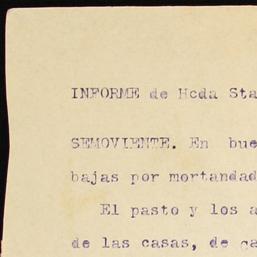 INFORME de Hcda Sta
SEMOVIENTE. En bue
bajas por mortandad
El pasto y los a
de las casas, de ca